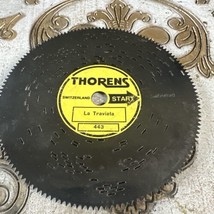 THORENS
SWITZERLAND START
La Traviata
443